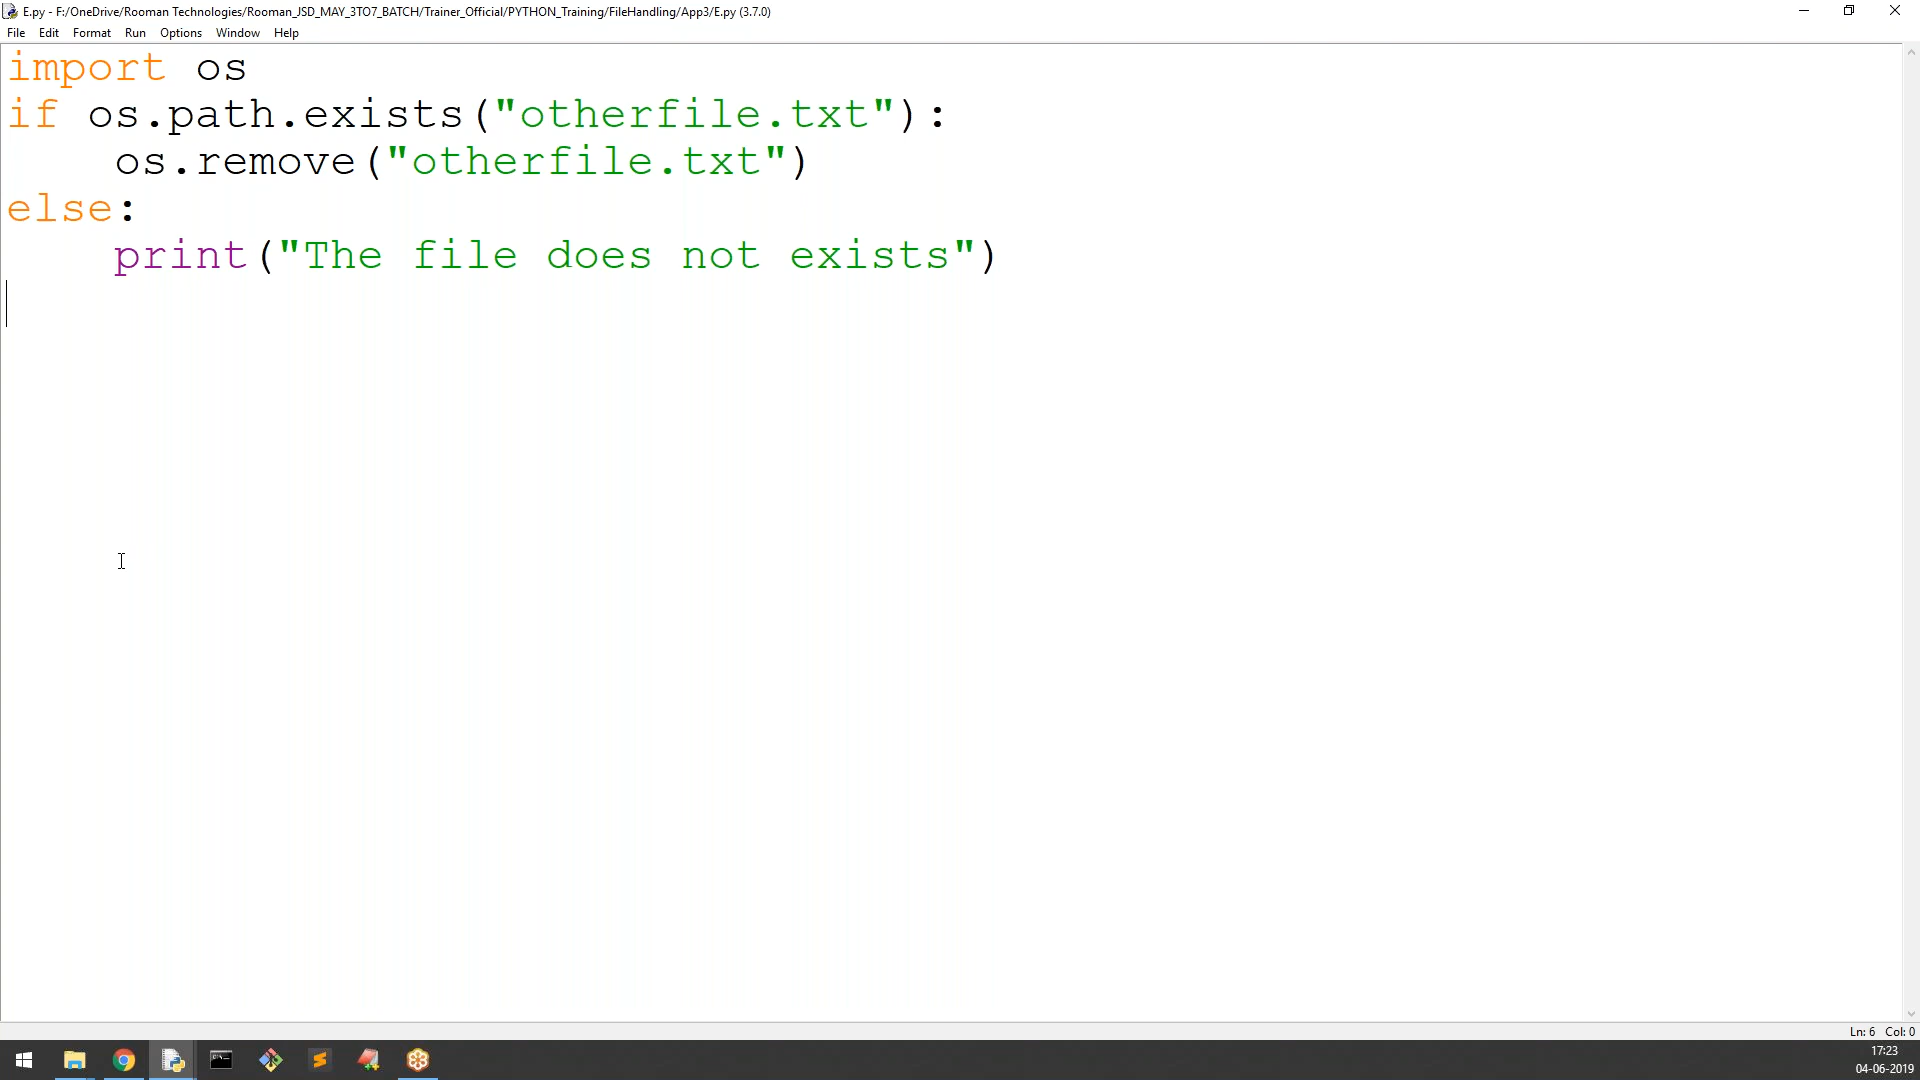 E.py - F:/OneDrive/Rooman Technologies/Rooman_JSD_MAY_3TO7_BATCH/Trainer_Official/PYTHON_Training/FileHandling/App3/E.py (3.7.0)
File Edit Format Run Options Window Help
import os
if os.path.exists("otherfile.txt"):
    os.remove("otherfile.txt")
else:
    print("The file does not exists")
Ln: 6 Col: 0
17:23
04-06-2019